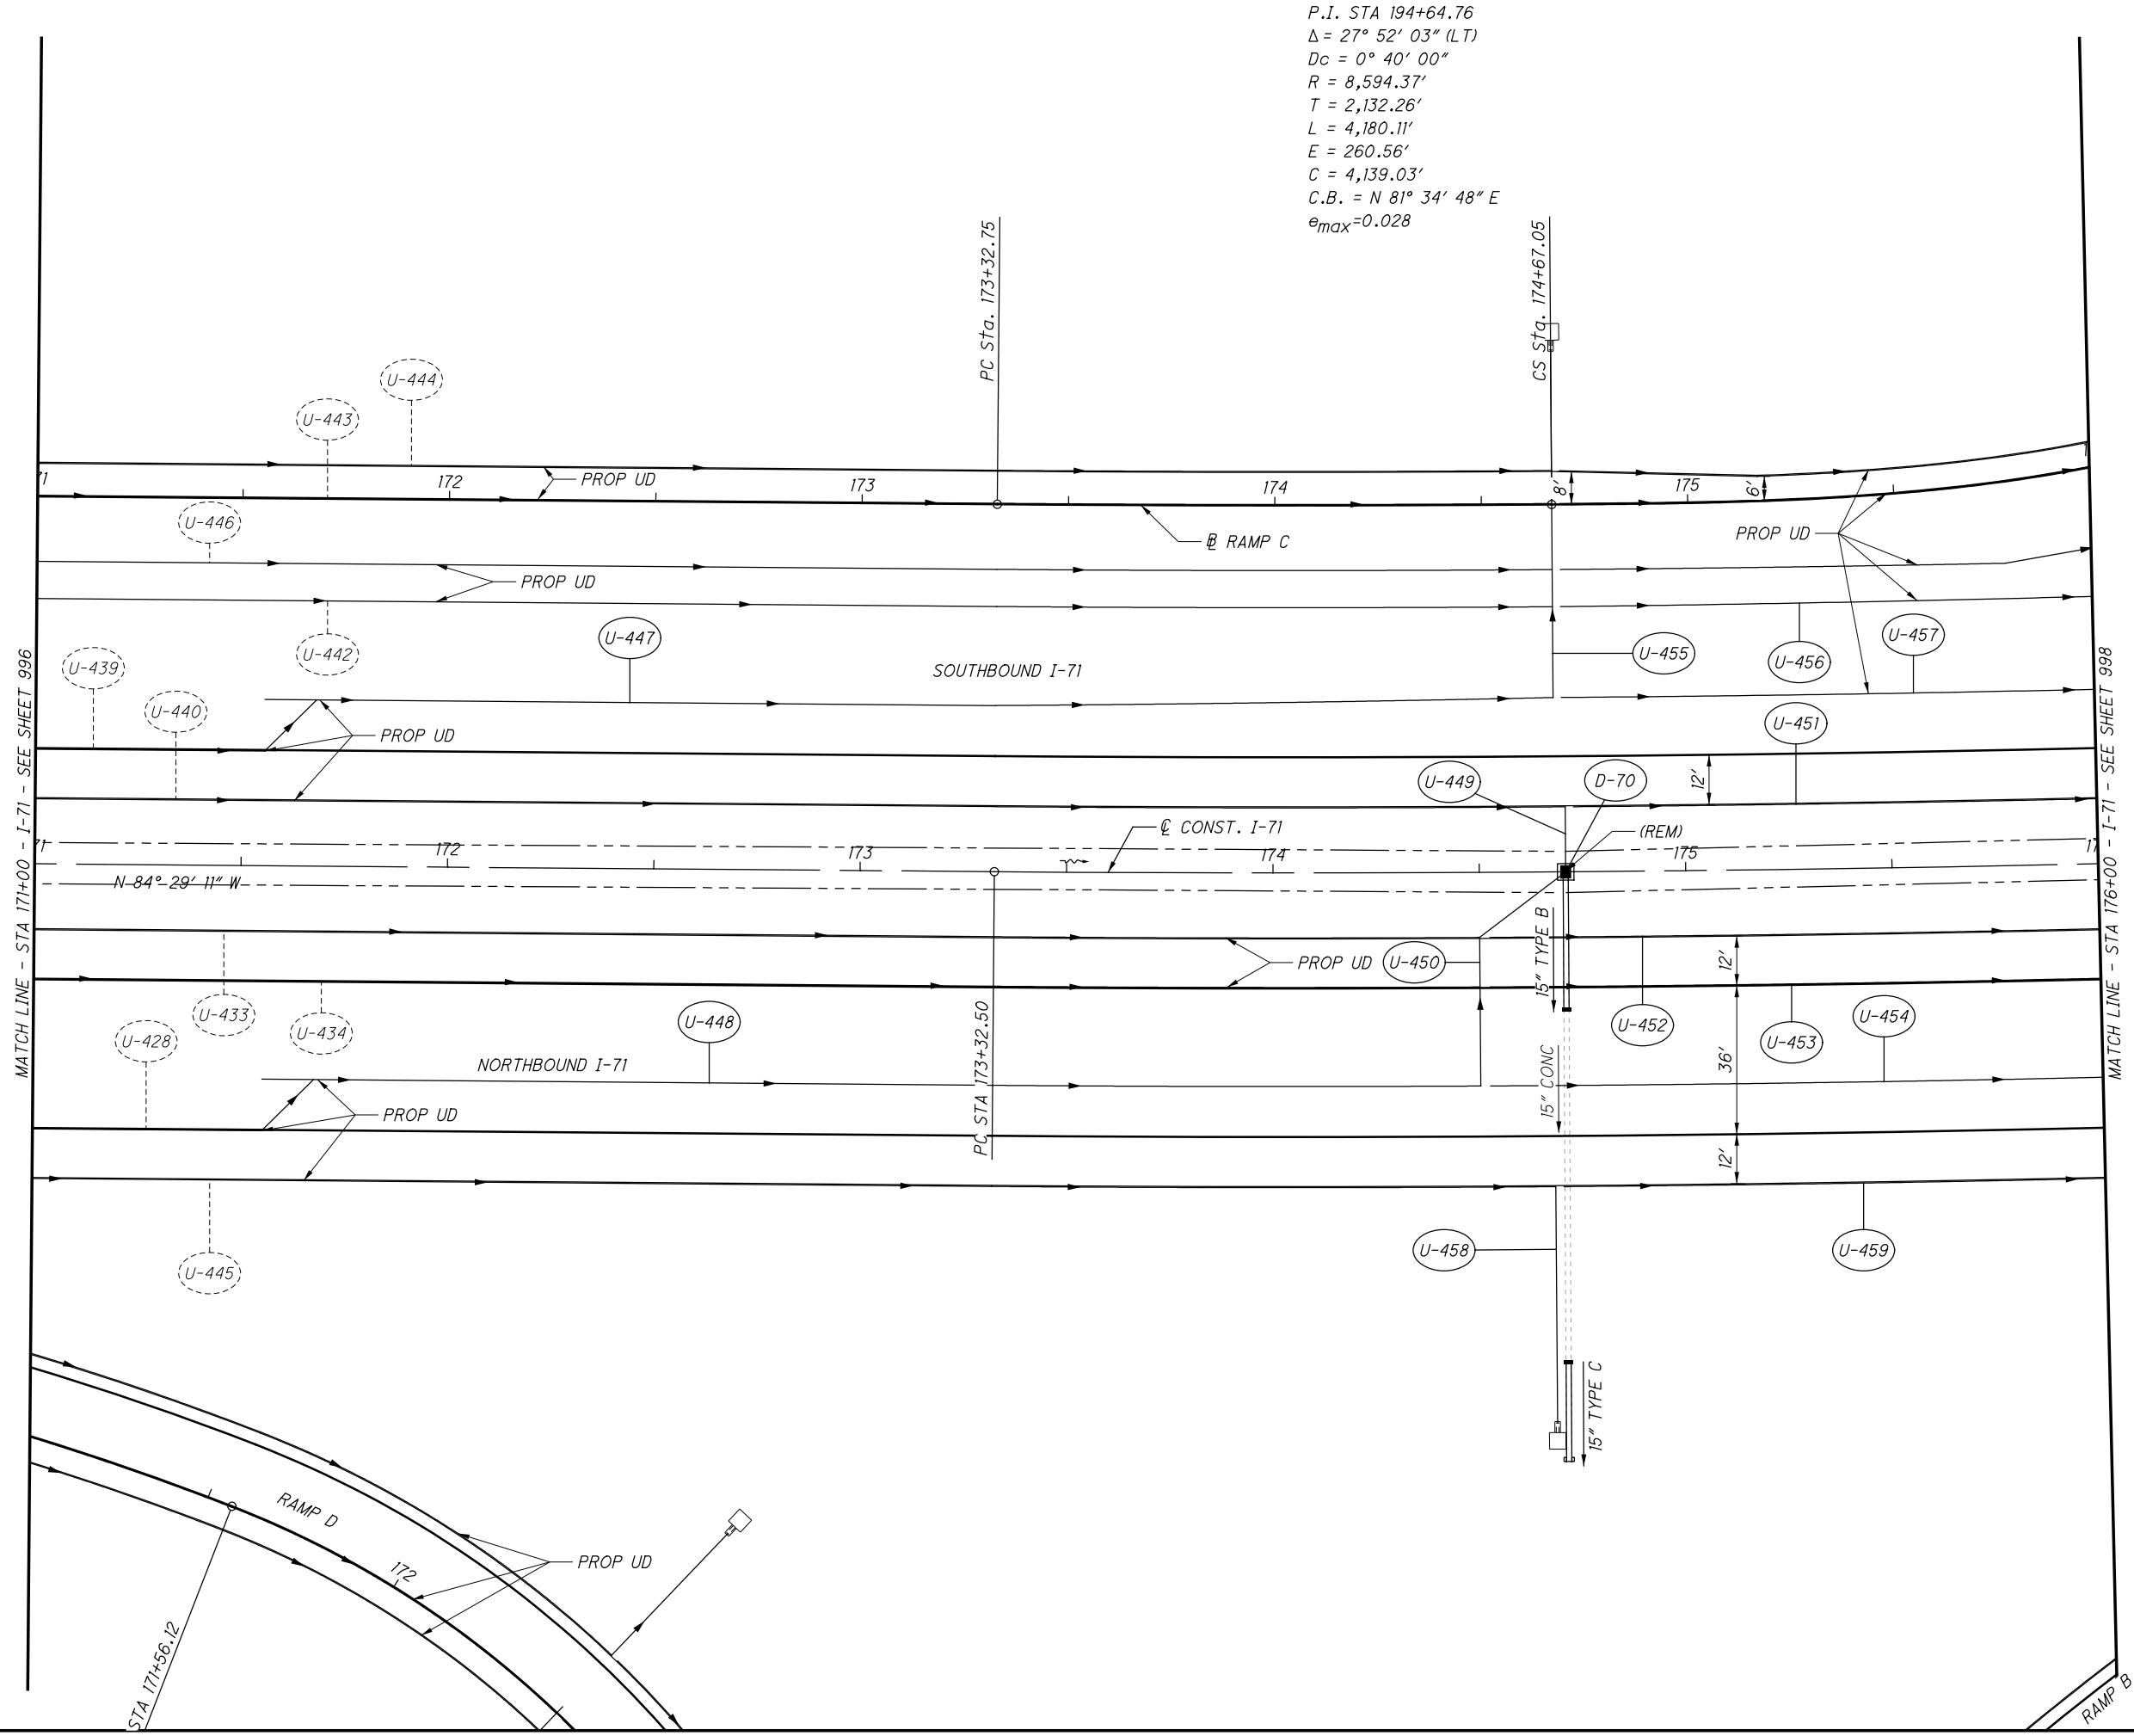 P.I. STA 194+64.76
Δ = 27° 52' 03" (LT)
Dc = 0° 40' 00"
R = 8,594.37'
T = 2,132.26'
L = 4,180.11'
E = 260.56'
C = 4,139.03'
C.B. = N 81° 34' 48" E
emax=0.028
PC Sta. 173+32.75
CS Sta. 174+67.05
U-444
U-443
PROP UD
71
172
173
174
175
8'
6'
U-446
RAMP C
PROP UD
PROP UD
U-442
U-447
U-439
U-440
SOUTHBOUND I-71
U-455
U-456
U-457
PROP UD
U-451
U-449
D-70
12'
(REM)
CONST. I-71
71
172
173
174
175
17
N 84° 29' 11" W
MATCH LINE - STA 171+00 - I-71 - SEE SHEET 996
MATCH LINE - STA 176+00 - I-71 - SEE SHEET 998
15" TYPE B
PROP UD
U-450
12'
U-433
U-434
U-428
U-448
U-452
U-453
U-454
NORTHBOUND I-71
PC STA 173+32.50
15" CONC
36'
PROP UD
12'
U-445
U-458
U-459
15" TYPE C
RAMP D
172
PROP UD
STA 171+56.12
RAMP B